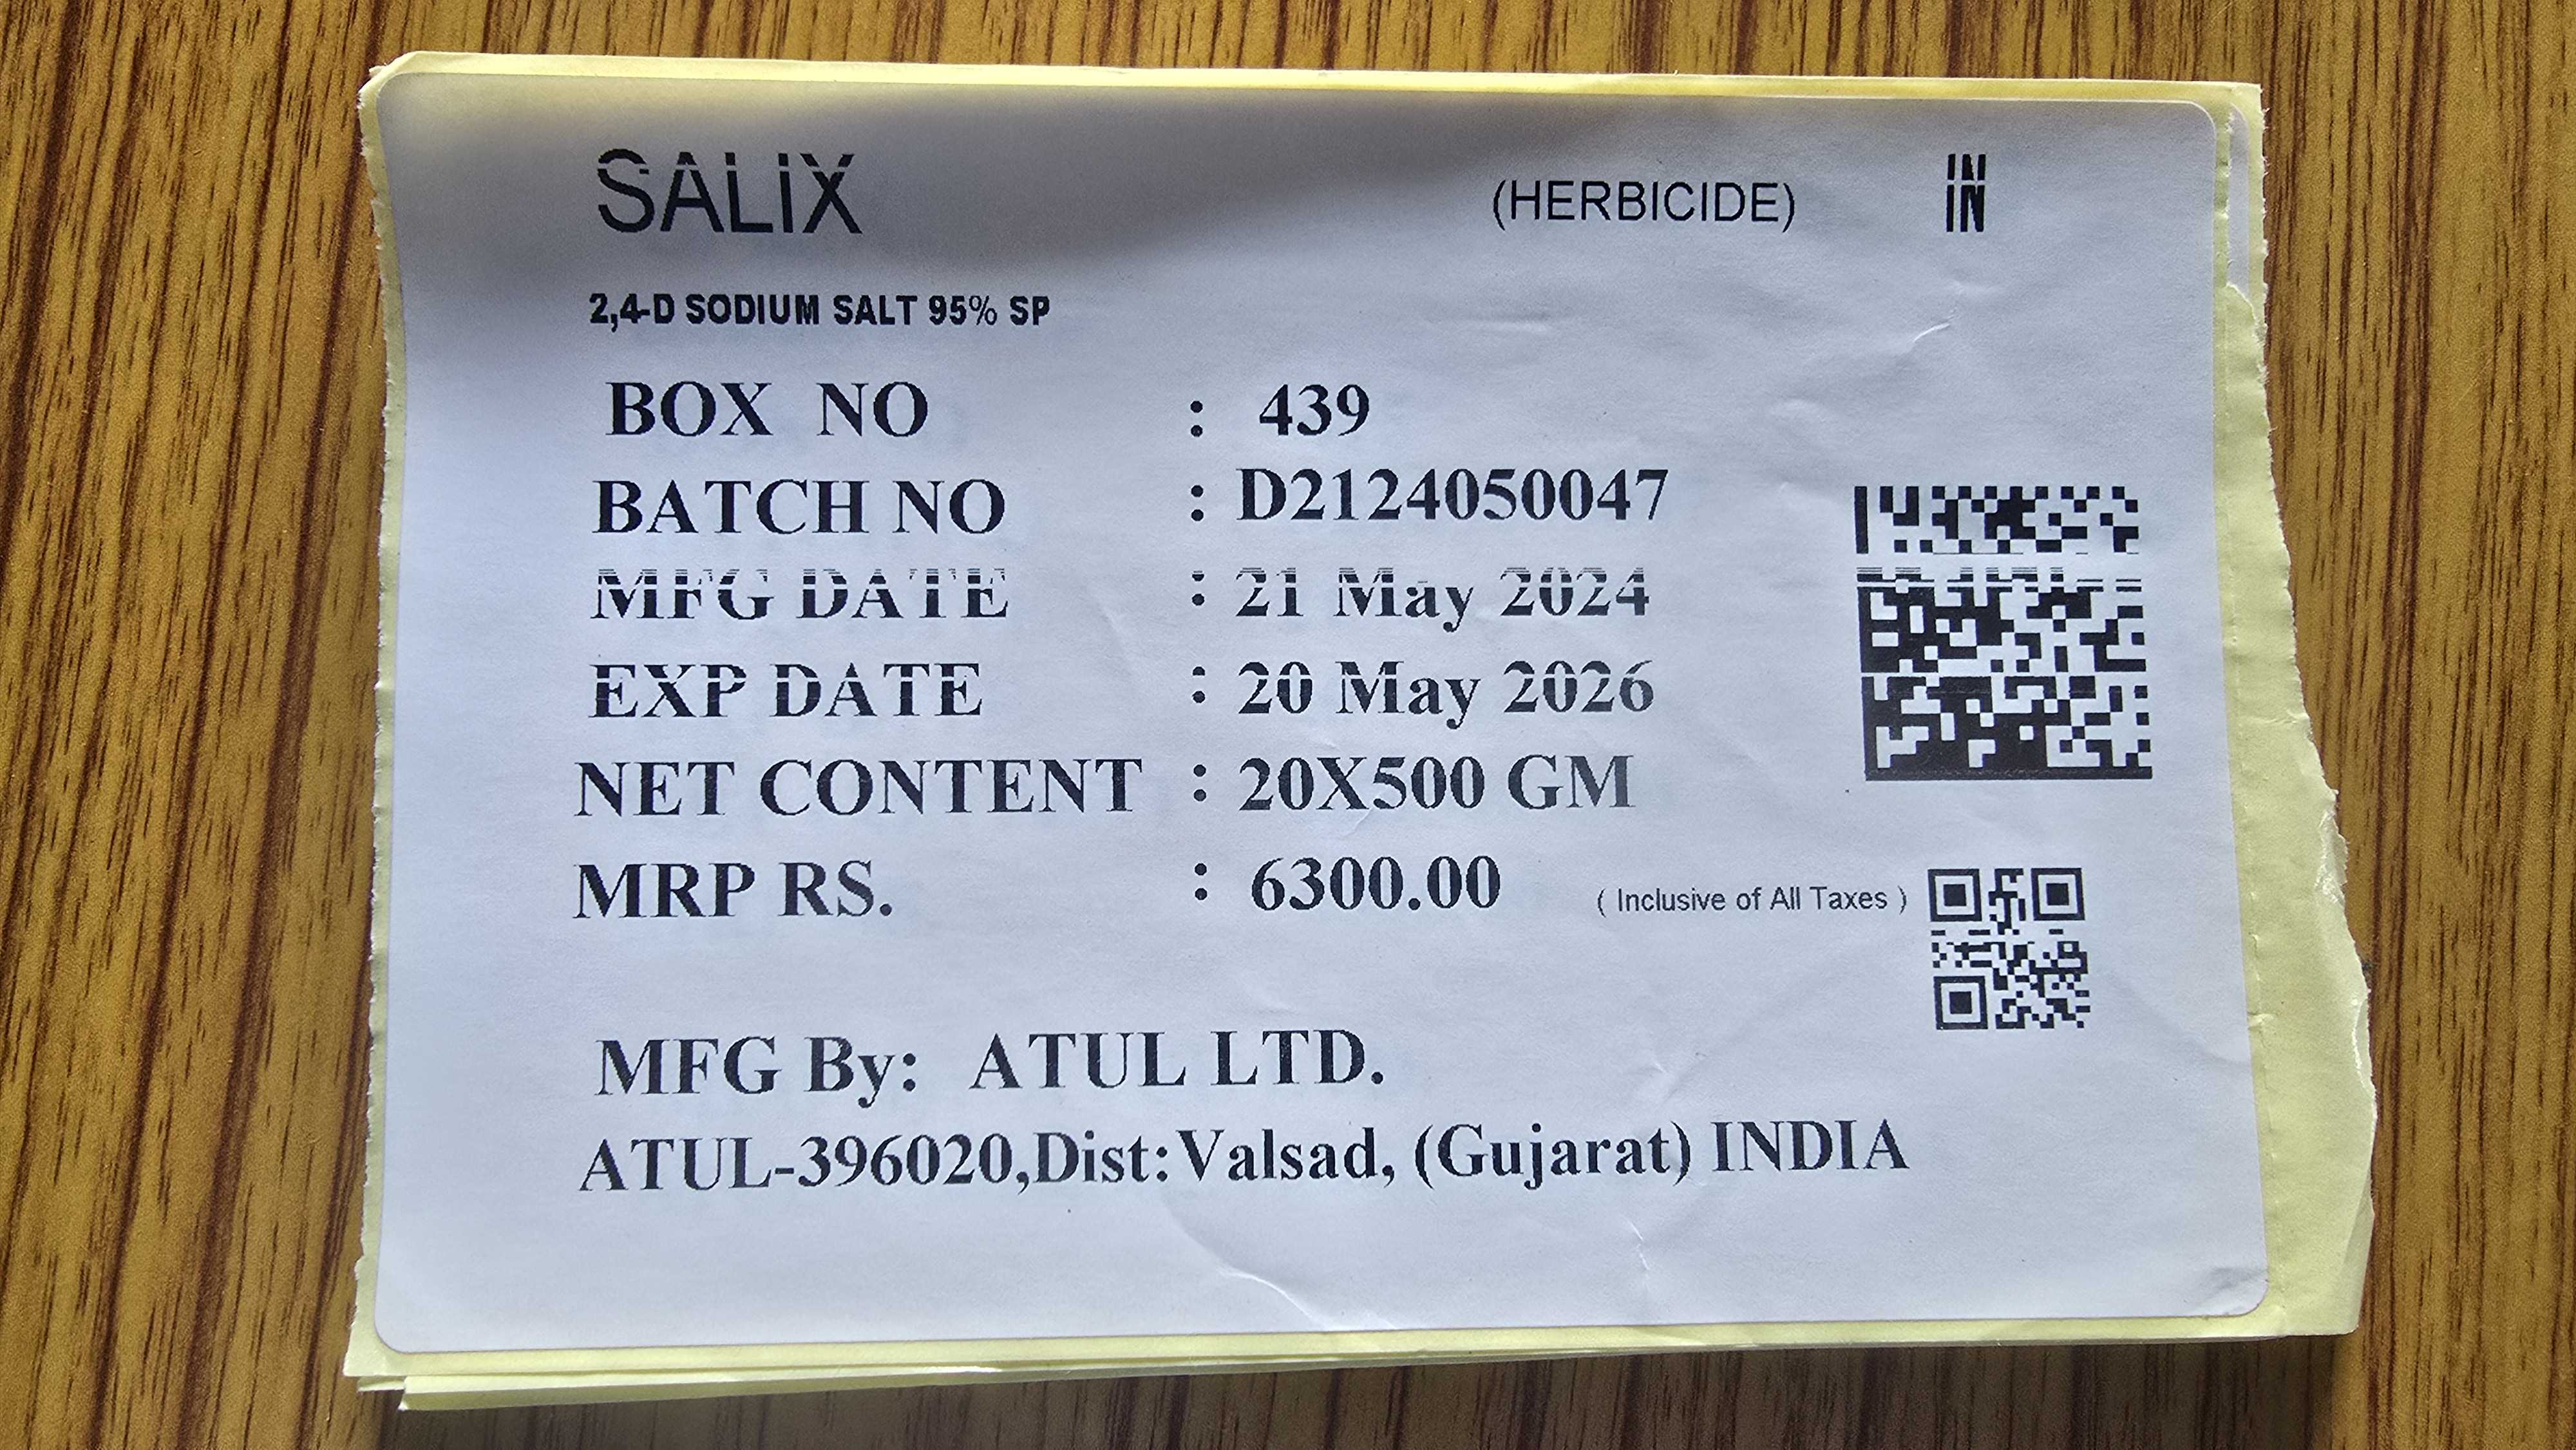 SALIX (HERBICIDE) IN
2,4-D SODIUM SALT 95% SP
BOX NO : 439
BATCH NO : D2124050047
MFG DATE : 21 May 2024
EXP DATE : 20 May 2026
NET CONTENT : 20X500 GM
MRP RS. : 6300.00 ( Inclusive of All Taxes )
MFG By: ATUL LTD.
ATUL-396020,Dist:Valsad, (Gujarat) INDIA